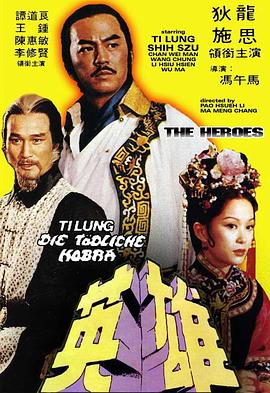 譚道良
王 鍾
陳惠敏
李修賢
領銜主演
starring
TI LUNG
SHIH SZU
CHAN WEI MAN
WANG CHUNG
LI HSIU HSIEN
WU MA
狄龍
施思
領銜主演
導演：馮午馬
directed by
PAO HSUEH LI
MA MENG CHANG
THE HEROES
TI LUNG
DIE TÖDLICHE
KOBRA
英雄